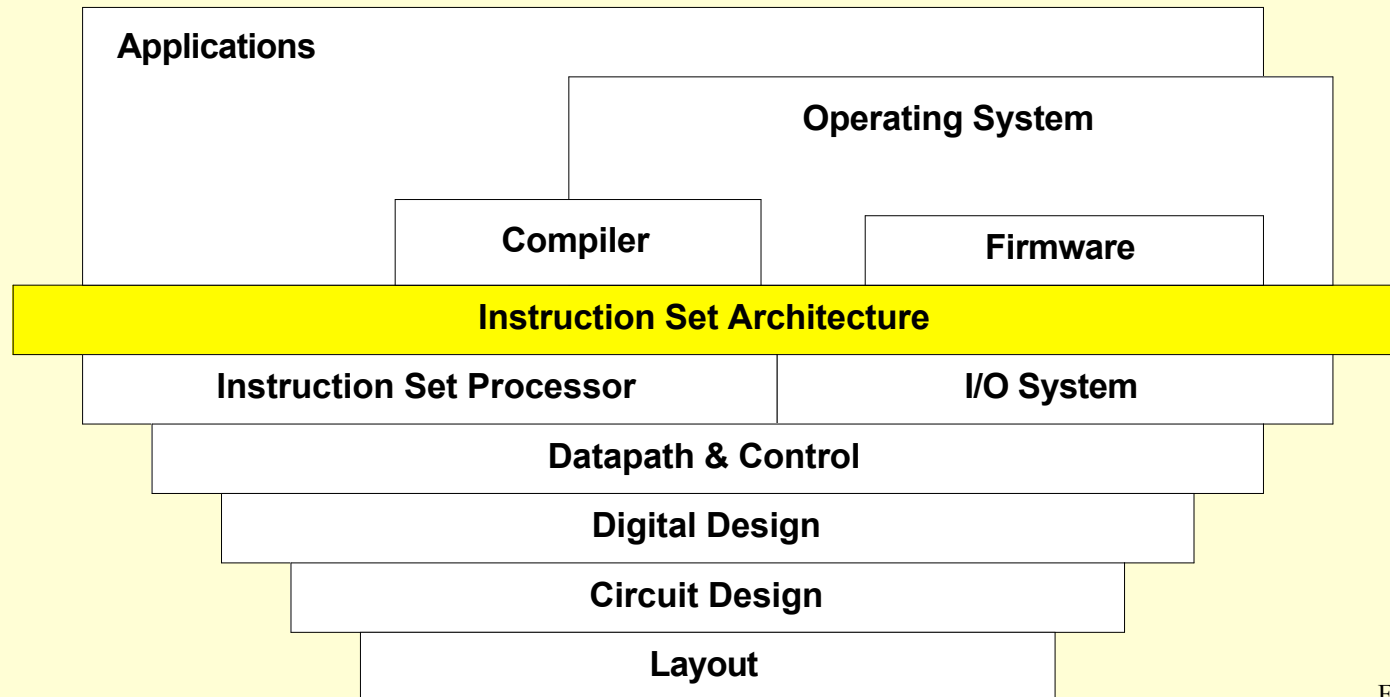 Applications
Operating System
Compiler
Firmware
Instruction Set Architecture
Instruction Set Processor
I/O System
Datapath & Control
Digital Design
Circuit Design
Layout